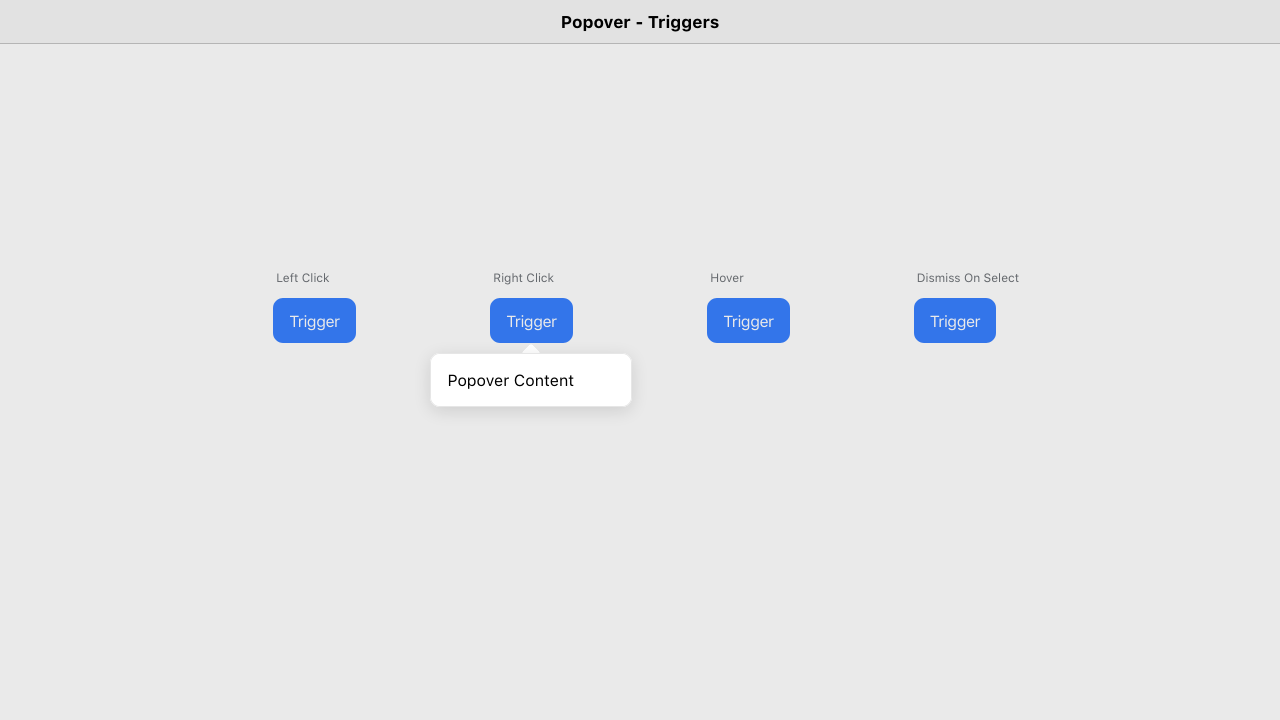 Popover - Triggers
Left Click
Right Click
Hover
Dismiss On Select
Trigger
Trigger
Trigger
Trigger
Popover Content